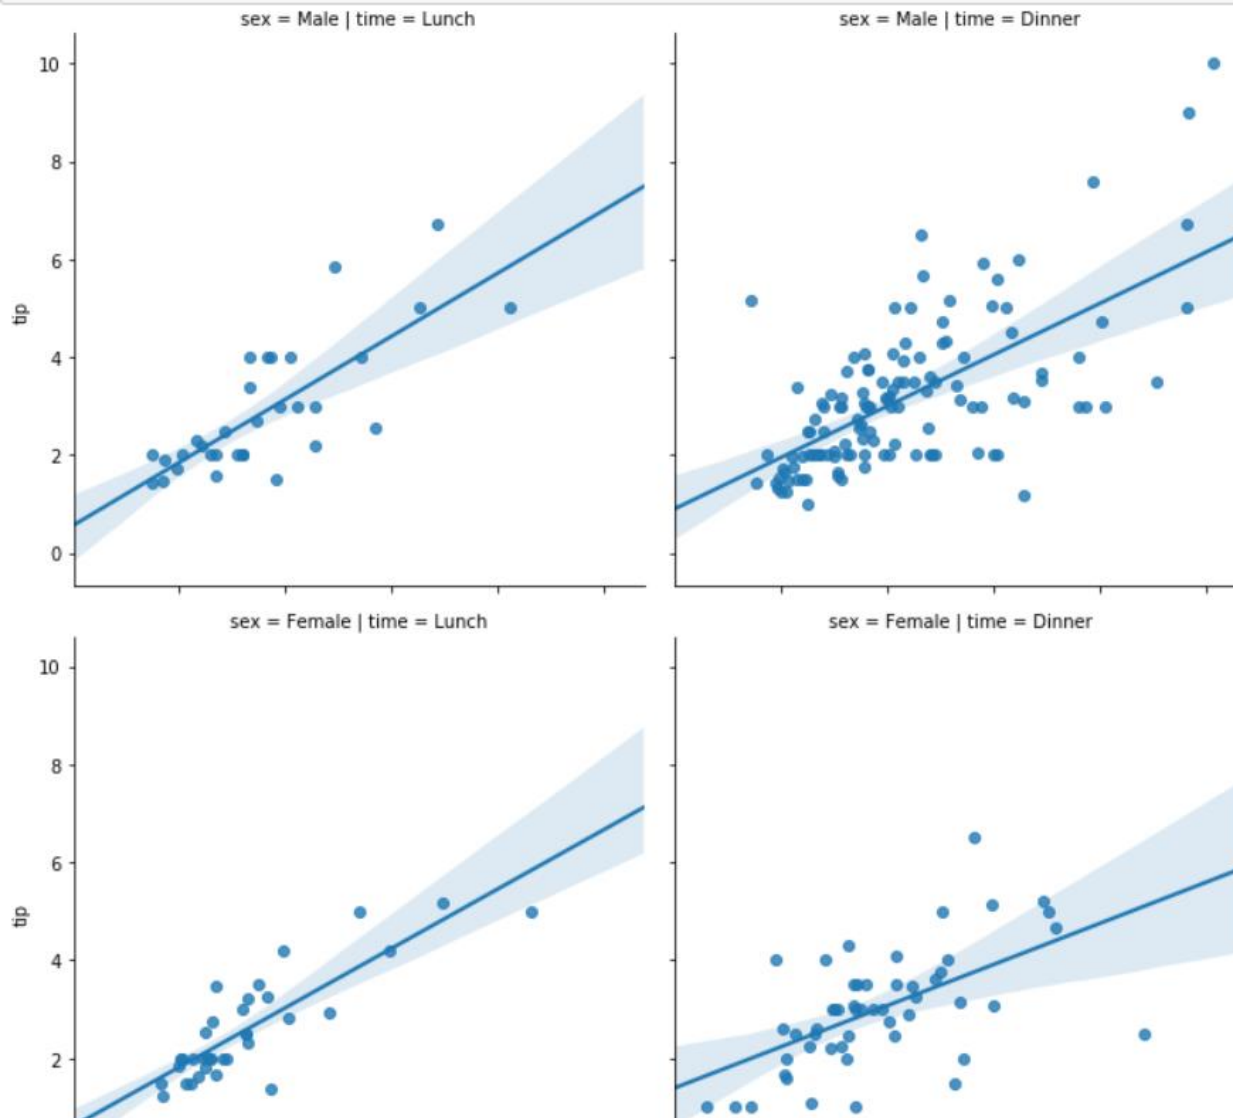 sex = Male | time = Lunch
sex = Male | time = Dinner
10
8
6
4
2
0
tip
sex = Female | time = Lunch
sex = Female | time = Dinner
10
8
6
4
2
tip